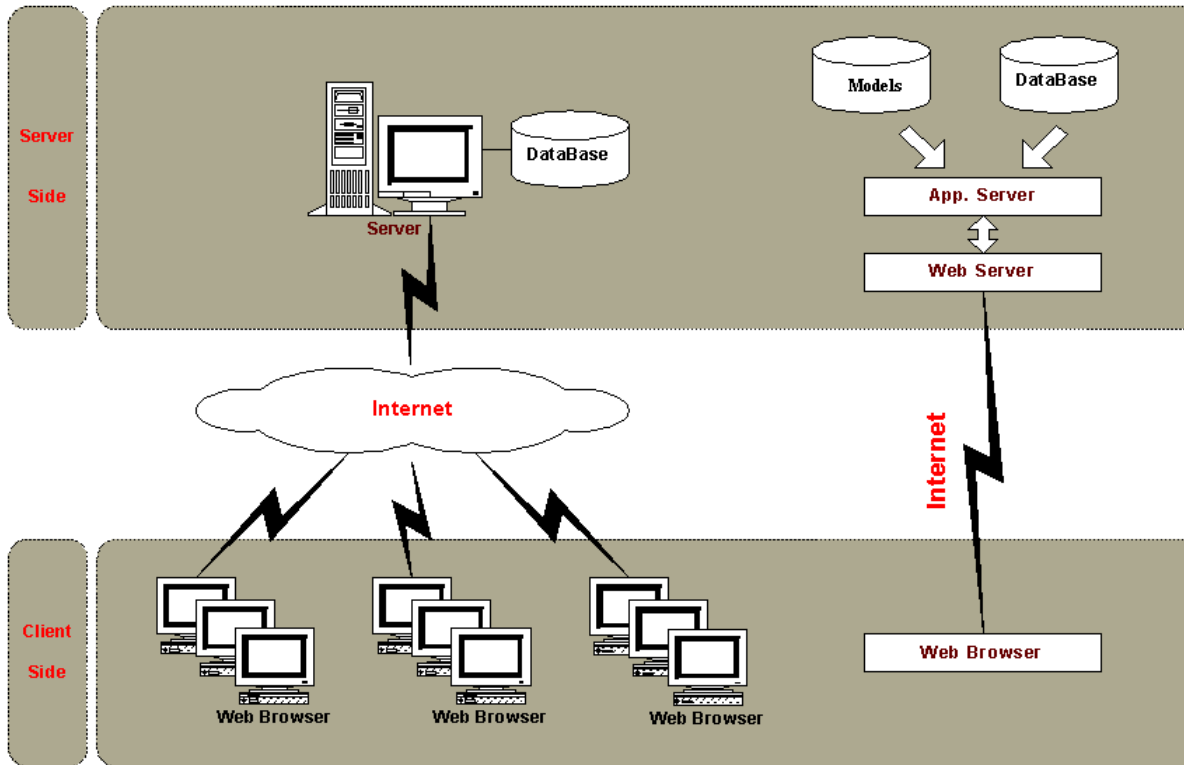 Server
Side
Models
DataBase
DataBase
Server
App. Server
Web Server
Internet
Internet
Client
Side
Web Browser
Web Browser
Web Browser
Web Browser